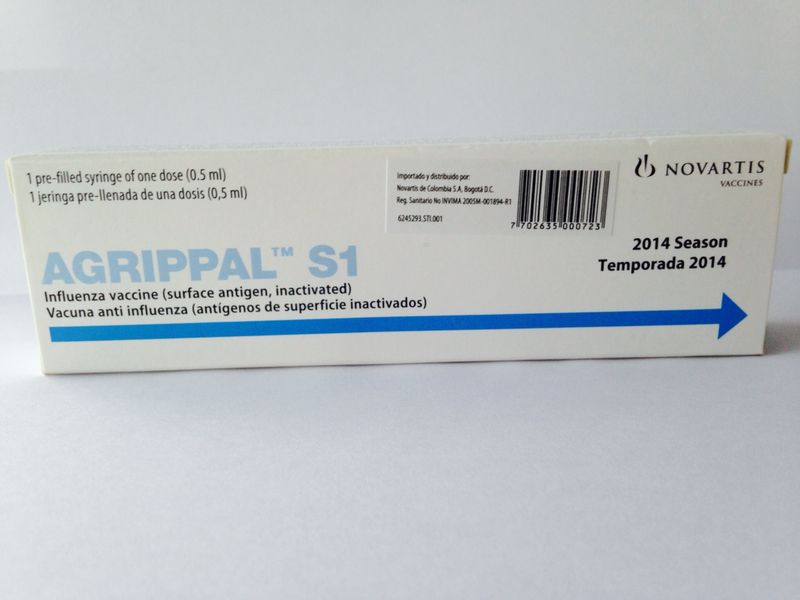 1 pre-filled syringe of one dose (0.5 ml)
1 jeringa pre-llenada de una dosis (0,5 ml)
Importado y distribuido por:
Novartis de Colombia S.A, Bogotá D.C.
Reg. Sanitario No INVIMA 2005M-001894-R1
6245293.STI.001
7 702635 000723
NOVARTIS
VACCINES
2014 Season
Temporada 2014
AGRIPPAL™ S1
Influenza vaccine (surface antigen, inactivated)
Vacuna anti influenza (antígenos de superficie inactivados)